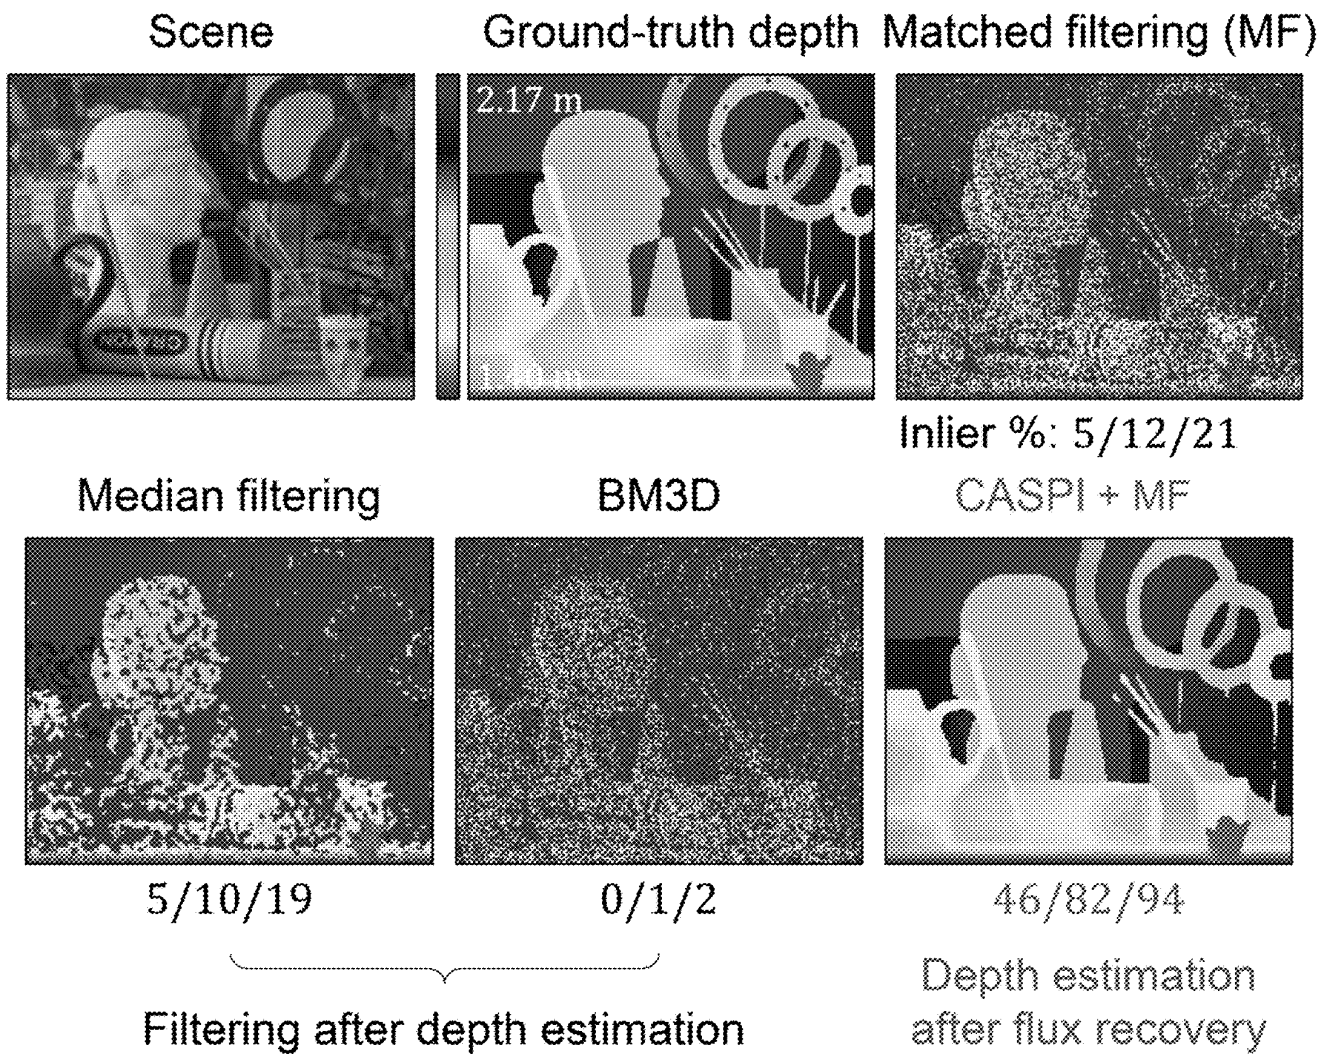 Scene
Ground-truth depth
Matched filtering (MF)
2.17 m
CRAYON
Inlier %: 5/12/21
Median filtering
BM3D
CASPI + MF
5/10/19
0/1/2
46/82/94
Filtering after depth estimation
Depth estimation
after flux recovery